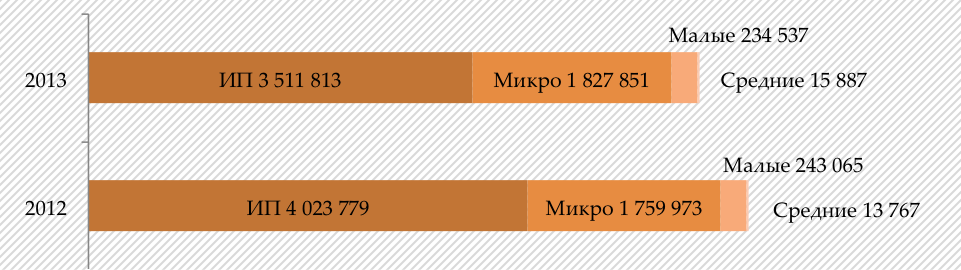 Малые 234 537
2013 ИП 3 511 813 Микро 1 827 851 Средние 15 887
Малые 243 065
2012 ИП 4 023 779 Микро 1 759 973 Средние 13 767